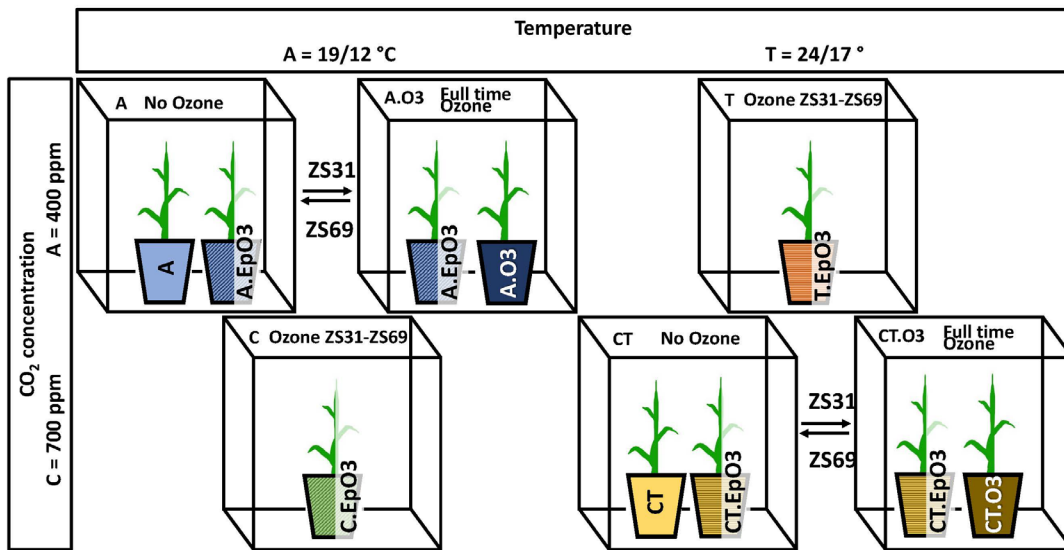 Temperature
A = 19/12 °C
T = 24/17 °
CO₂ concentration
A = 400 ppm
C = 700 ppm
A No Ozone
A
A.EpO3
ZS31
ZS69
A.O3 Full time
Ozone
A.EpO3
A.O3
T Ozone ZS31-ZS69
T.EpO3
C Ozone ZS31-ZS69
C.EpO3
CT No Ozone
CT
CT.EpO3
ZS31
ZS69
CT.O3 Full time
Ozone
CT.EpO3
CT.O3